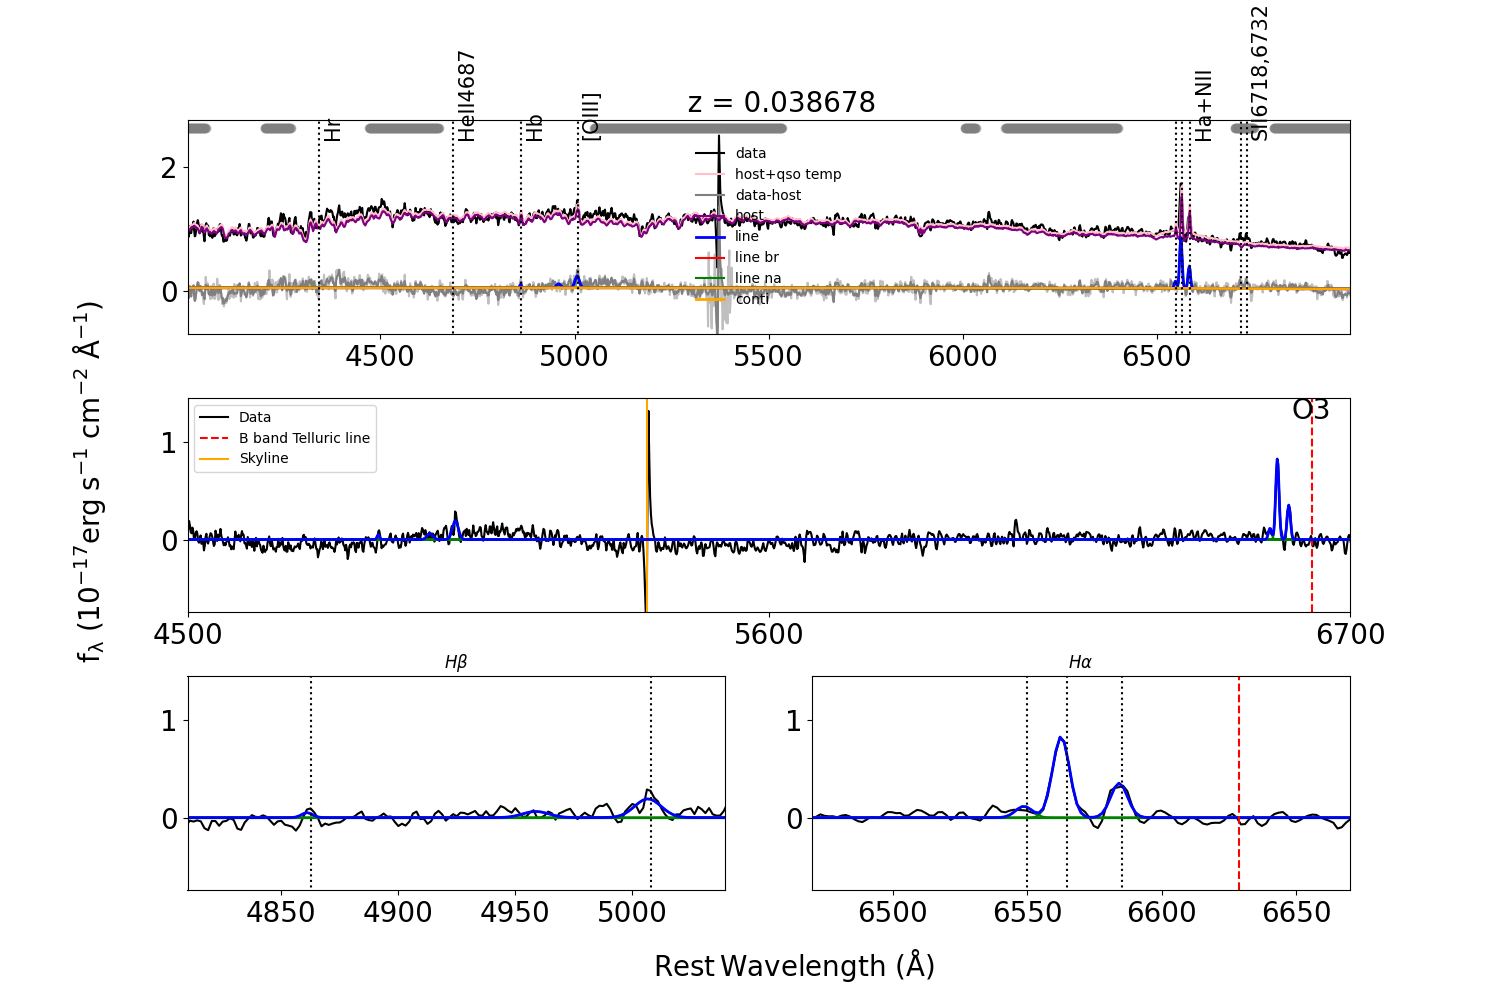 z = 0.038678
Hr
HeII4687
Hb
[OIII]
Ha+NII
SII6718,6732
data
host+qso temp
data-host
host
line
line br
line na
conti
2
0
4500 5000 5500 6000 6500
fλ (10−17erg s−1 cm−2 Å−1)
Data
B band Telluric line
Skyline
O3
1
0
4500 5600 6700
Hβ
1
0
4850 4900 4950 5000
Hα
1
0
6500 6550 6600 6650
Rest Wavelength (Å)